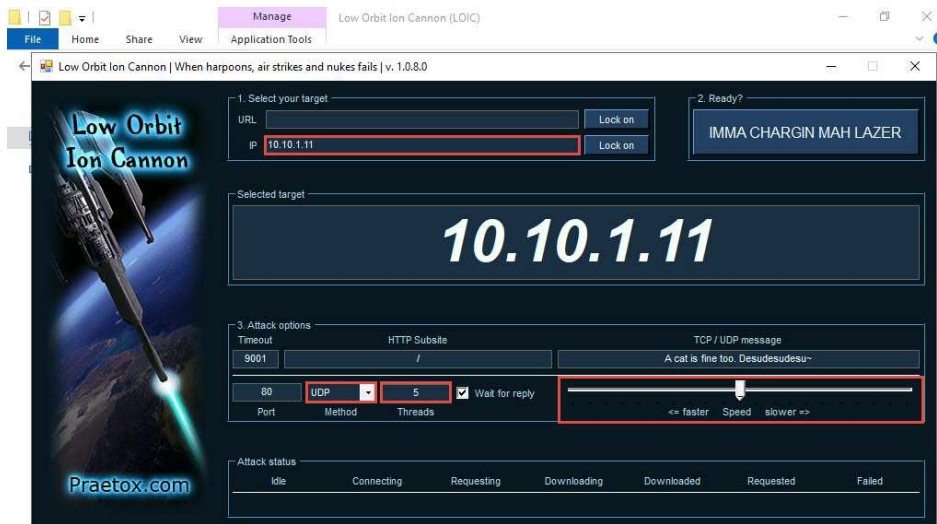 Manage
Low Orbit Ion Cannon (LOIC)
File
Home
Share
View
Application Tools
Low Orbit Ion Cannon | When harpoons, air strikes and nukes fails | v. 1.0.8.0
Low Orbit
Ion Cannon
1. Select your target
URL
Lock on
IP
10.10.1.11
Lock on
2. Ready?
IMMA CHARGIN MAH LAZER
Selected target
10.10.1.11
3. Attack options
Timeout
HTTP Subsite
TCP / UDP message
9001
/
A cat is fine too. Desudesudesu~
80
UDP
5
Wait for reply
Port
Method
Threads
<= faster Speed slower =>
Attack status
Idle
Connecting
Requesting
Downloading
Downloaded
Requested
Failed
Praetox.com